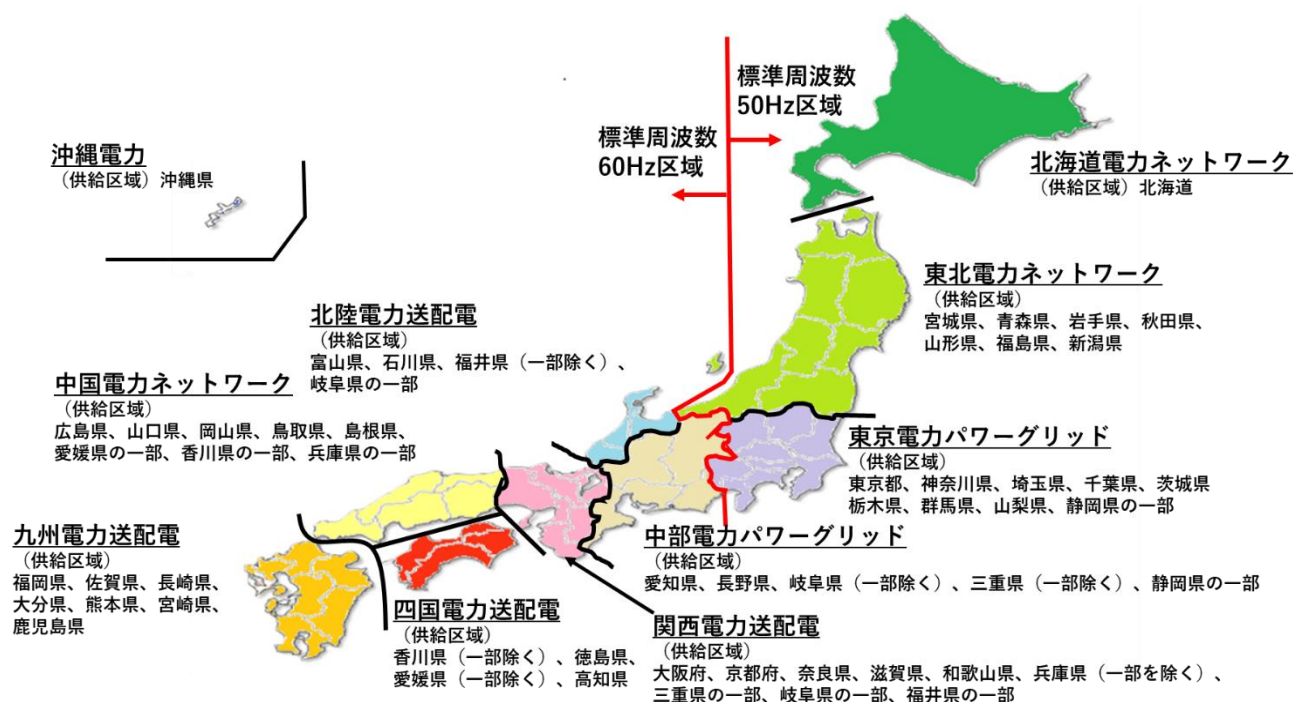 標準周波数
50Hz区域
標準周波数
60Hz区域
沖縄電力
（供給区域）沖縄県
北海道電力ネットワーク
（供給区域）北海道
東北電力ネットワーク
（供給区域）
宮城県、青森県、岩手県、秋田県、
山形県、福島県、新潟県
北陸電力送配電
（供給区域）
富山県、石川県、福井県（一部除く）、
岐阜県の一部
中国電力ネットワーク
（供給区域）
広島県、山口県、岡山県、鳥取県、島根県、
愛媛県の一部、香川県の一部、兵庫県の一部
東京電力パワーグリッド
（供給区域）
東京都、神奈川県、埼玉県、千葉県、茨城県
栃木県、群馬県、山梨県、静岡県の一部
九州電力送配電
（供給区域）
福岡県、佐賀県、長崎県、
大分県、熊本県、宮崎県、
鹿児島県
中部電力パワーグリッド
（供給区域）
愛知県、長野県、岐阜県（一部除く）、三重県（一部除く）、静岡県の一部
四国電力送配電
（供給区域）
香川県（一部除く）、徳島県、
愛媛県（一部除く）、高知県
関西電力送配電
（供給区域）
大阪府、京都府、奈良県、滋賀県、和歌山県、兵庫県（一部を除く）、
三重県の一部、岐阜県の一部、福井県の一部